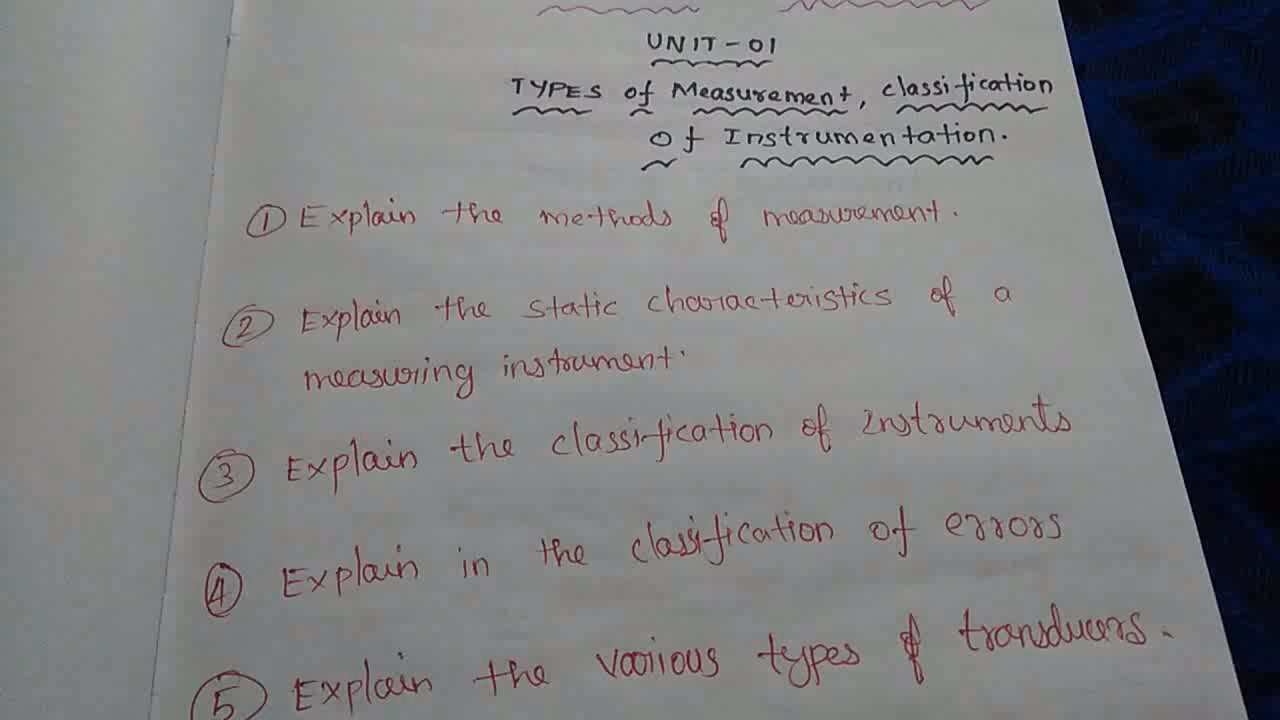 UNIT-01
TYPES of Measurement, classification
Of Instrumentation.
① Explain the methods of measurement.
② Explain the static characteristics of a
measuring instrument.
③ Explain the classification of Instruments
④ Explain in the classification of errors
⑤ Explain the various types of transducers.